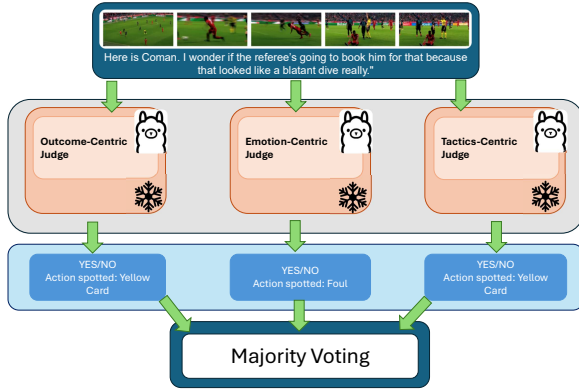 Here is Coman. I wonder if the referee's going to book him for that because
that looked like a blatant dive really."
Outcome-Centric
Judge
Emotion-Centric
Judge
Tactics-Centric
Judge
YES/NO
Action spotted: Yellow
Card
YES/NO
Action spotted: Foul
YES/NO
Action spotted: Yellow
Card
Majority Voting